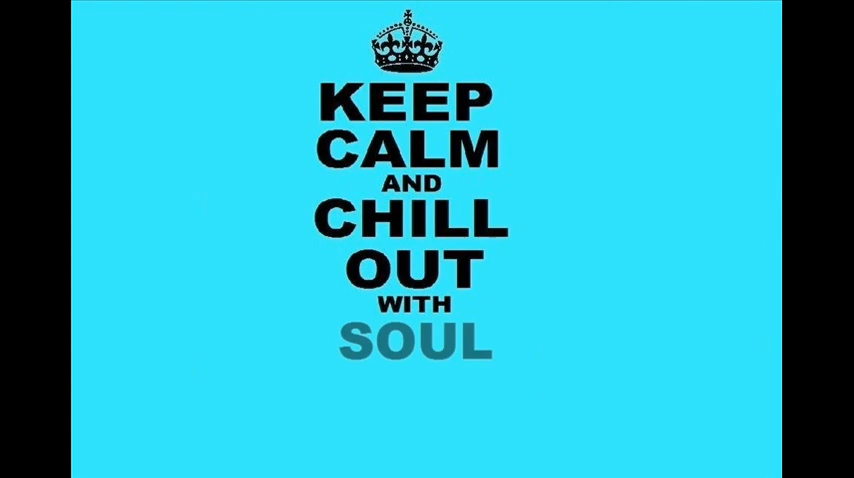 KEEP
CALM
AND
CHILL
OUT
WITH
SOUL